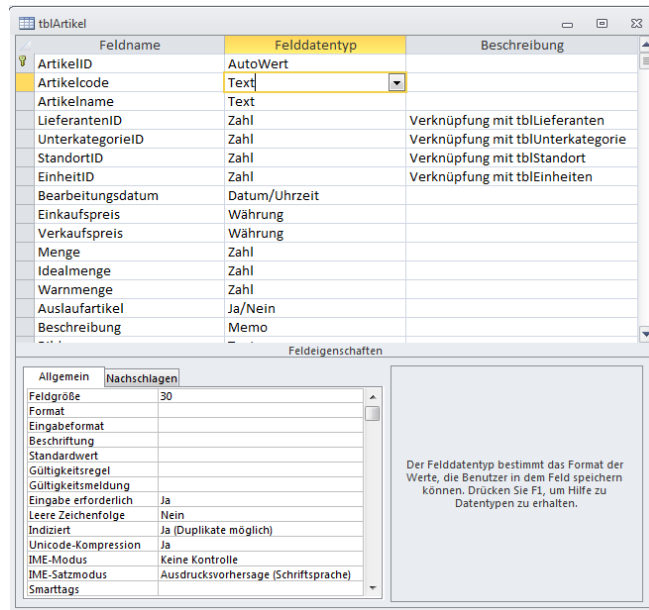 tblArtikel
Feldname Felddatentyp Beschreibung
ArtikelID AutoWert
Artikelcode Text
Artikelname Text
LieferantenID Zahl Verknüpfung mit tblLieferanten
UnterkategorieID Zahl Verknüpfung mit tblUnterkategorie
StandortID Zahl Verknüpfung mit tblStandort
EinheitID Zahl Verknüpfung mit tblEinheiten
Bearbeitungsdatum Datum/Uhrzeit
Einkaufspreis Währung
Verkaufspreis Währung
Menge Zahl
Idealmenge Zahl
Warnmenge Zahl
Auslaufartikel Ja/Nein
Beschreibung Memo
Feldeigenschaften
Allgemein Nachschlagen
Feldgröße 30
Format
Eingabeformat
Beschriftung
Standardwert
Gültigkeitsregel
Gültigkeitsmeldung
Eingabe erforderlich Ja
Leere Zeichenfolge Nein
Indiziert Ja (Duplikate möglich)
Unicode-Kompression Ja
IME-Modus Keine Kontrolle
IME-Satzmodus Ausdrucksvorhersage (Schriftsprache)
Smarttags
Der Felddatentyp bestimmt das Format der
Werte, die Benutzer in dem Feld speichern
können. Drücken Sie F1, um Hilfe zu
Datentypen zu erhalten.